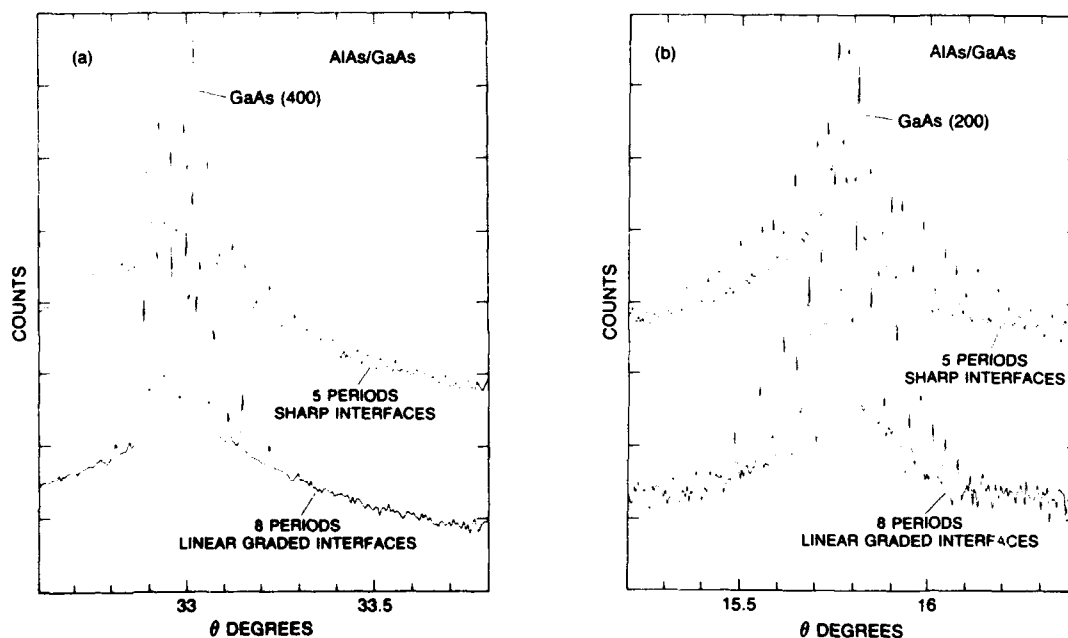 (a)
AlAs/GaAs
GaAs (400)
COUNTS
5 PERIODS
SHARP INTERFACES
8 PERIODS
LINEAR GRADED INTERFACES
33
33.5
θ DEGREES
(b)
AlAs/GaAs
GaAs (200)
COUNTS
5 PERIODS
SHARP INTERFACES
8 PERIODS
LINEAR GRADED INTERFACES
15.5
16
θ DEGREES